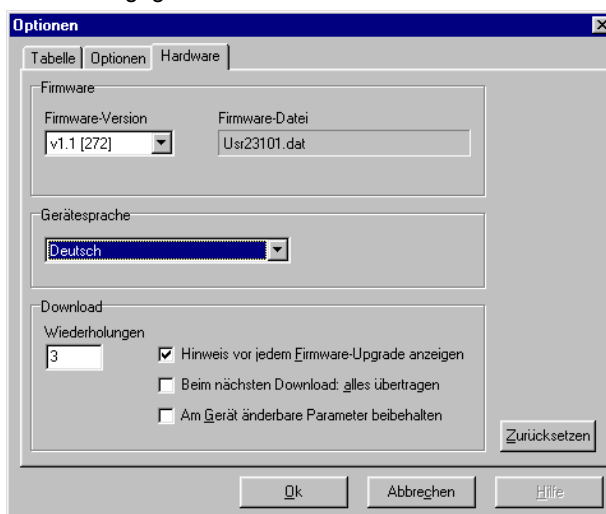 Optionen
Tabelle Optionen Hardware
Firmware
Firmware-Version Firmware-Datei
v1.1 [272] Usr23101.dat
Gerätesprache
Deutsch
Download
Wiederholungen
3 Hinweis vor jedem Firmware-Upgrade anzeigen
Beim nächsten Download: alles übertragen
Am Gerät änderbare Parameter beibehalten
Zurücksetzen
Ok Abbrechen Hilfe